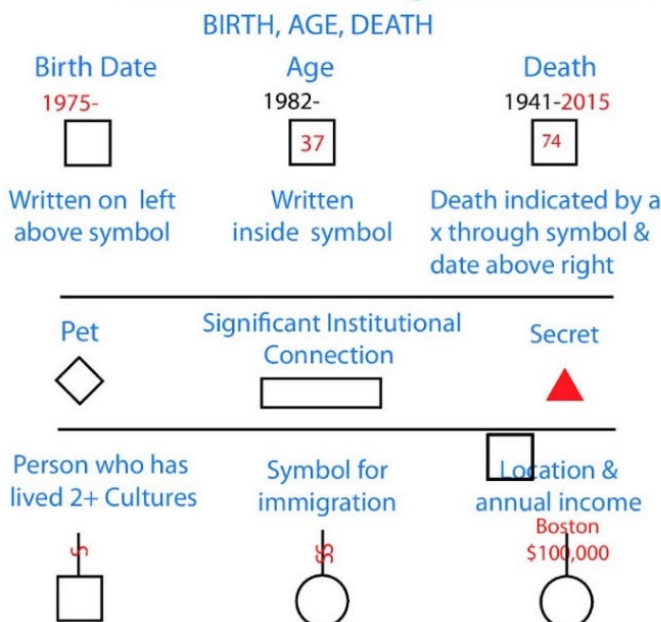 BIRTH, AGE, DEATH
Birth Date
Age
Death
1975-
1982-
1941-2015
37
74
Written on left
above symbol
Written
inside symbol
Death indicated by a
x through symbol &
date above right
Pet
Significant Institutional
Connection
Secret
Person who has
lived 2+ Cultures
Symbol for
immigration
Location &
annual income
Boston
$100,000